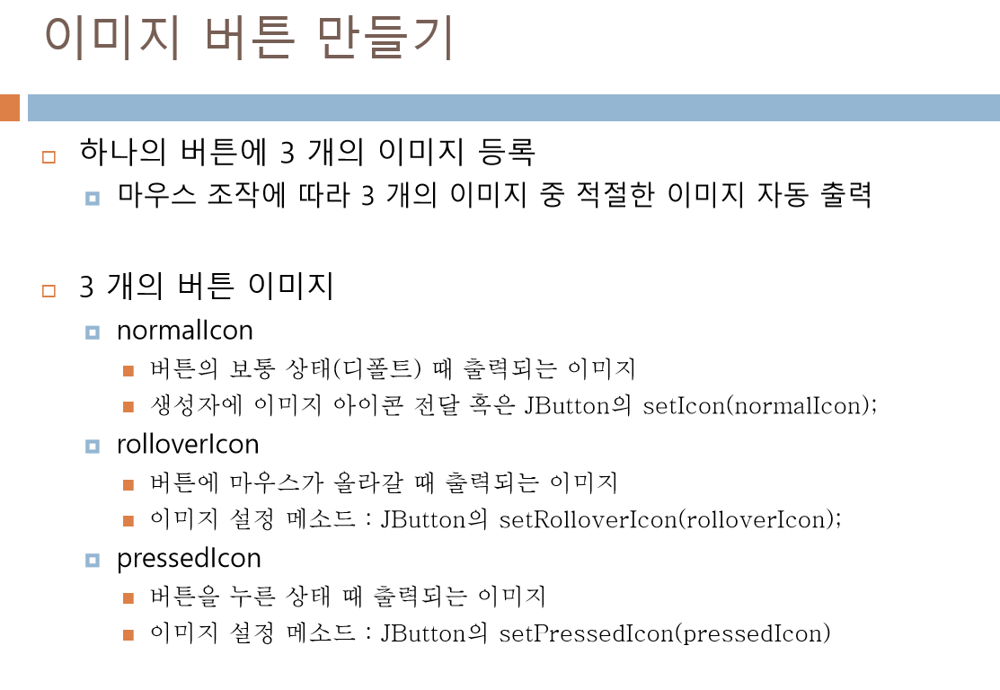 이미지 버튼 만들기
하나의 버튼에 3 개의 이미지 등록
마우스 조작에 따라 3 개의 이미지 중 적절한 이미지 자동 출력
3 개의 버튼 이미지
normalIcon
버튼의 보통 상태(디폴트) 때 출력되는 이미지
생성자에 이미지 아이콘 전달 혹은 JButton의 setIcon(normalIcon);
rolloverIcon
버튼에 마우스가 올라갈 때 출력되는 이미지
이미지 설정 메소드 : JButton의 setRolloverIcon(rolloverIcon);
pressedIcon
버튼을 누른 상태 때 출력되는 이미지
이미지 설정 메소드 : JButton의 setPressedIcon(pressedIcon)